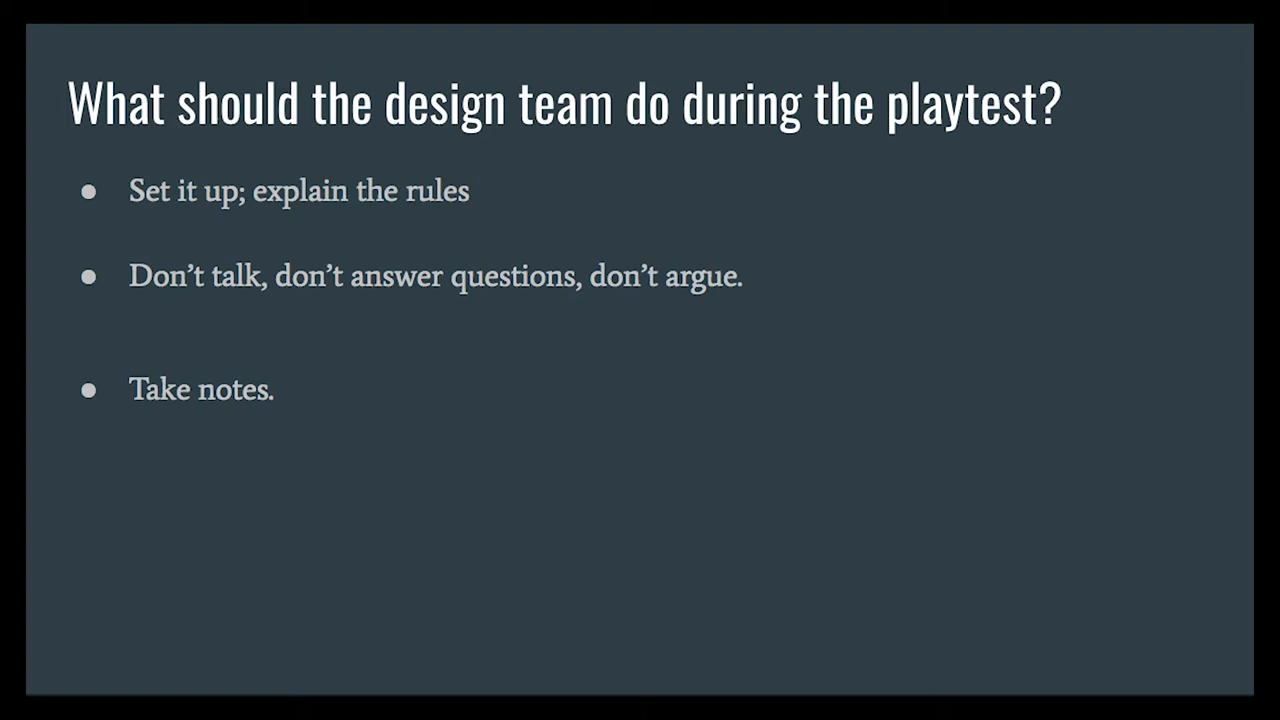 What should the design team do during the playtest?
● Set it up; explain the rules
● Don’t talk, don’t answer questions, don’t argue.
● Take notes.